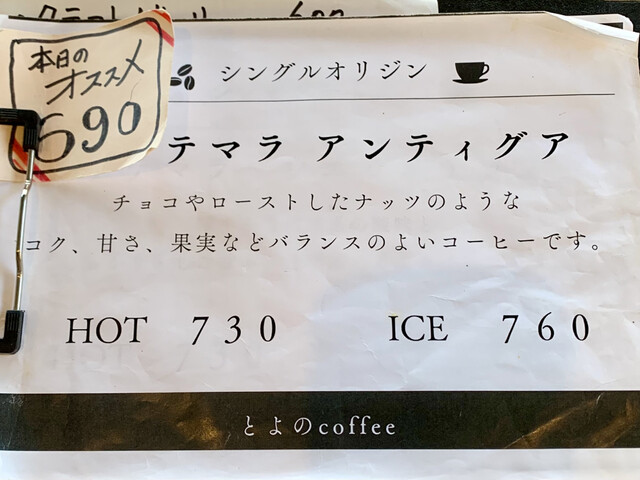 本日の
オススメ
690
シングルオリジン
テマラ アンティグア
チョコやローストしたナッツのような
コク、甘さ、果実などバランスのよいコーヒーです。
HOT 730 ICE 760
とよのcoffee